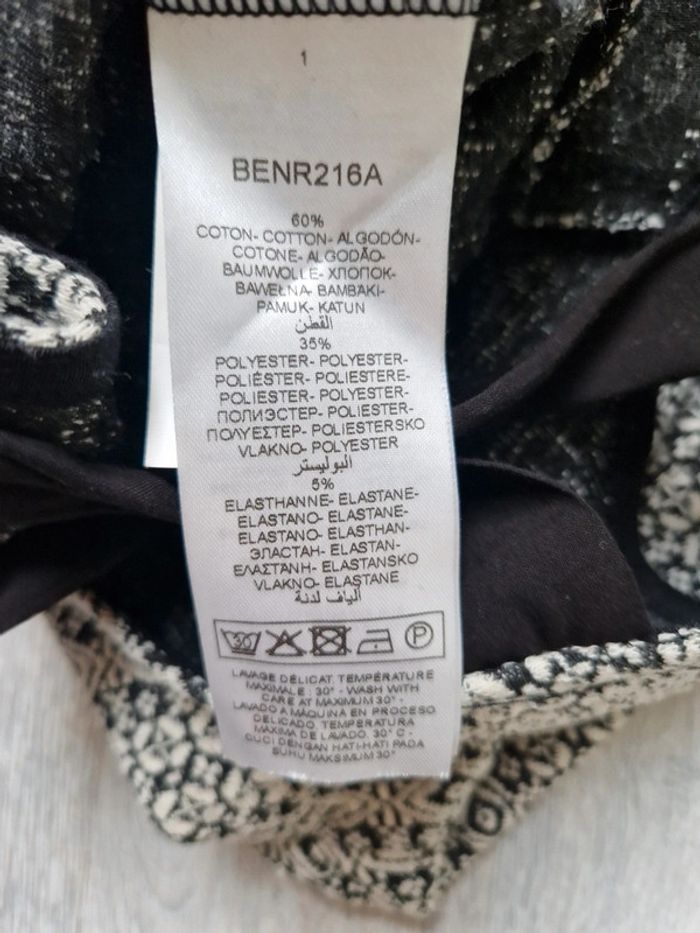 1
BENR216A
60%
COTON- COTTON- ALGODÓN-
COTONE- ALGODÃO-
BAUMWOLLE- ХЛОПОК-
BAWEŁNA- BAMBAKI-
PAMUK- KATUN
القطن
35%
POLYESTER- POLYESTER-
POLIÉSTER- POLIESTERE-
POLIESTER- POLYESTER-
ПОЛИЭСТЕР- POLIESTER-
ΠΟΛΥΕΣΤΕΡ- POLIESTERSKO
VLAKNO- POLYESTER
البوليستر
5%
ELASTHANNE- ELASTANE-
ELASTANO- ELASTANE-
ELASTANO- ELASTHAN-
ЭЛАСТАН- ELASTAN-
ΕΛΑΣΤΑΝΗ- ELASTANSKO
VLAKNO- ELASTANE
ألياف لدنة
30 P
LAVAGE DÉLICAT. TEMPÉRATURE
MAXIMALE : 30° - WASH WITH
CARE AT MAXIMUM 30° -
LAVADO A MÁQUINA EN PROCESO
DELICADO. TEMPERATURA
MÁXIMA DE LAVADO. 30° C -
CUCI DENGAN HATI-HATI PADA
SUHU MAKSIMUM 30°